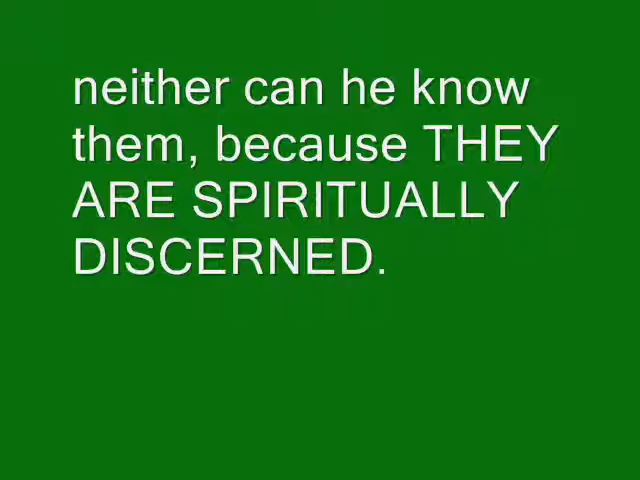 neither can he know
them, because THEY
ARE SPIRITUALLY
DISCERNED.